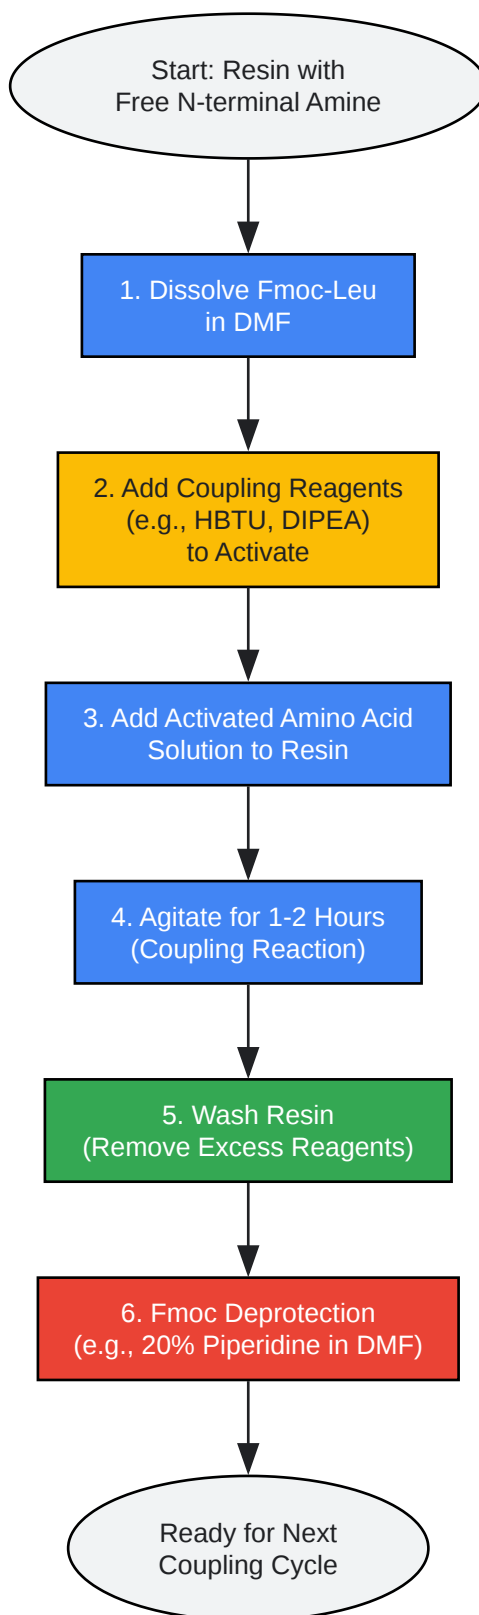 Start: Resin with
Free N-terminal Amine
1. Dissolve Fmoc-Leu
in DMF
2. Add Coupling Reagents
(e.g., HBTU, DIPEA)
to Activate
3. Add Activated Amino Acid
Solution to Resin
4. Agitate for 1-2 Hours
(Coupling Reaction)
5. Wash Resin
(Remove Excess Reagents)
6. Fmoc Deprotection
(e.g., 20% Piperidine in DMF)
Ready for Next
Coupling Cycle